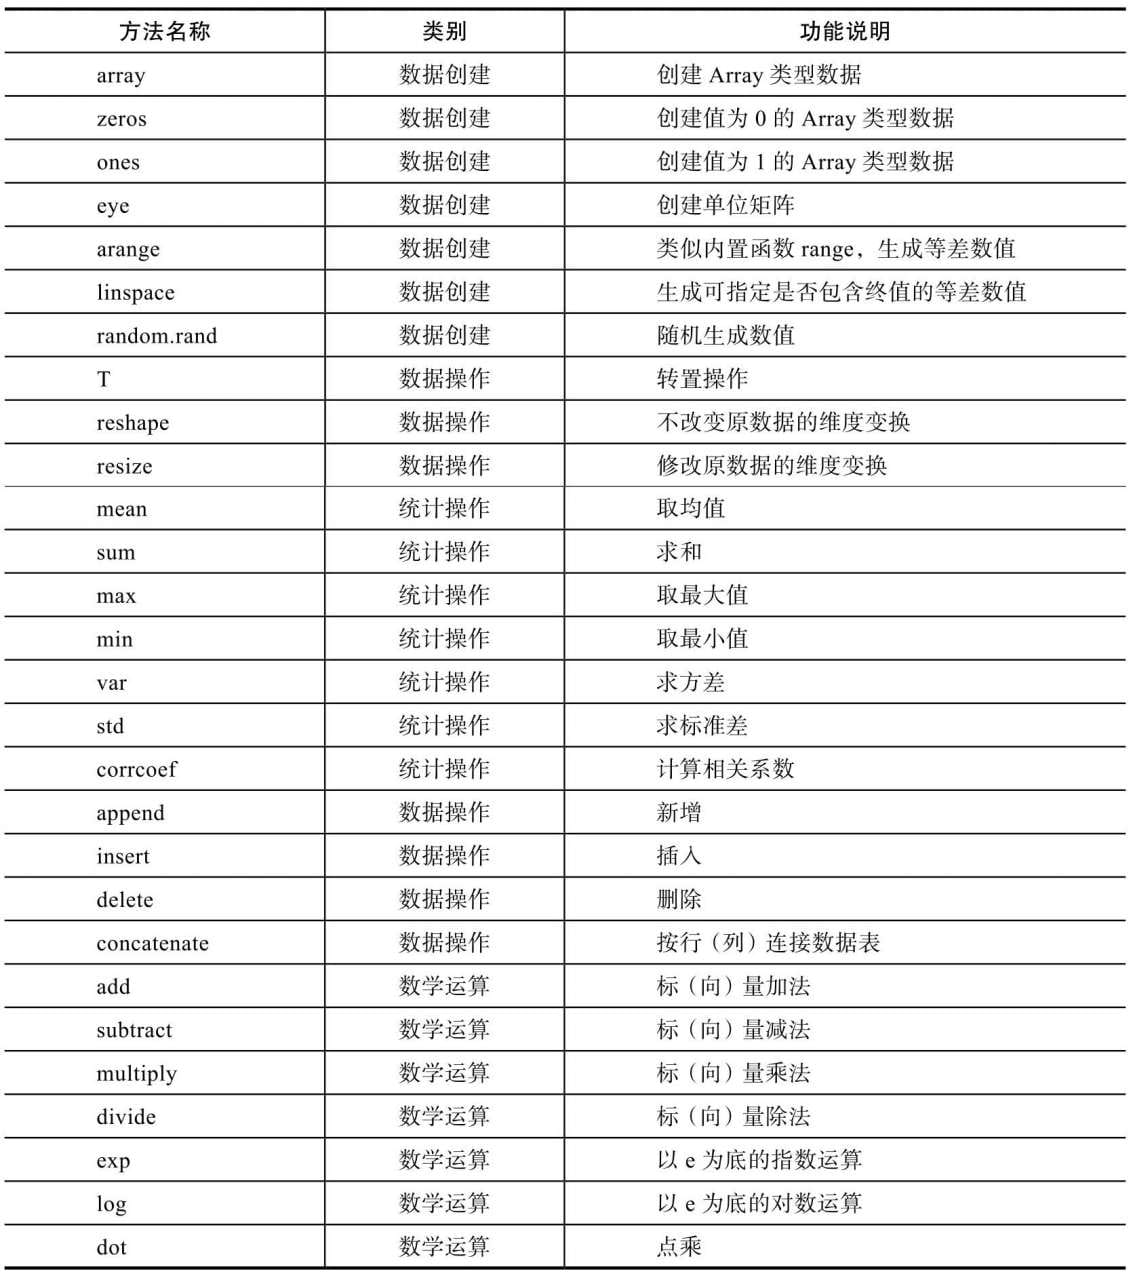 方法名称 类别 功能说明
array 数据创建 创建 Array 类型数据
zeros 数据创建 创建值为 0 的 Array 类型数据
ones 数据创建 创建值为 1 的 Array 类型数据
eye 数据创建 创建单位矩阵
arange 数据创建 类似内置函数 range，生成等差数值
linspace 数据创建 生成可指定是否包含终值的等差数值
random.rand 数据创建 随机生成数值
T 数据操作 转置操作
reshape 数据操作 不改变原数据的维度变换
resize 数据操作 修改原数据的维度变换
mean 统计操作 取均值
sum 统计操作 求和
max 统计操作 取最大值
min 统计操作 取最小值
var 统计操作 求方差
std 统计操作 求标准差
corrcoef 统计操作 计算相关系数
append 数据操作 新增
insert 数据操作 插入
delete 数据操作 删除
concatenate 数据操作 按行（列）连接数据表
add 数学运算 标（向）量加法
subtract 数学运算 标（向）量减法
multiply 数学运算 标（向）量乘法
divide 数学运算 标（向）量除法
exp 数学运算 以 e 为底的指数运算
log 数学运算 以 e 为底的对数运算
dot 数学运算 点乘